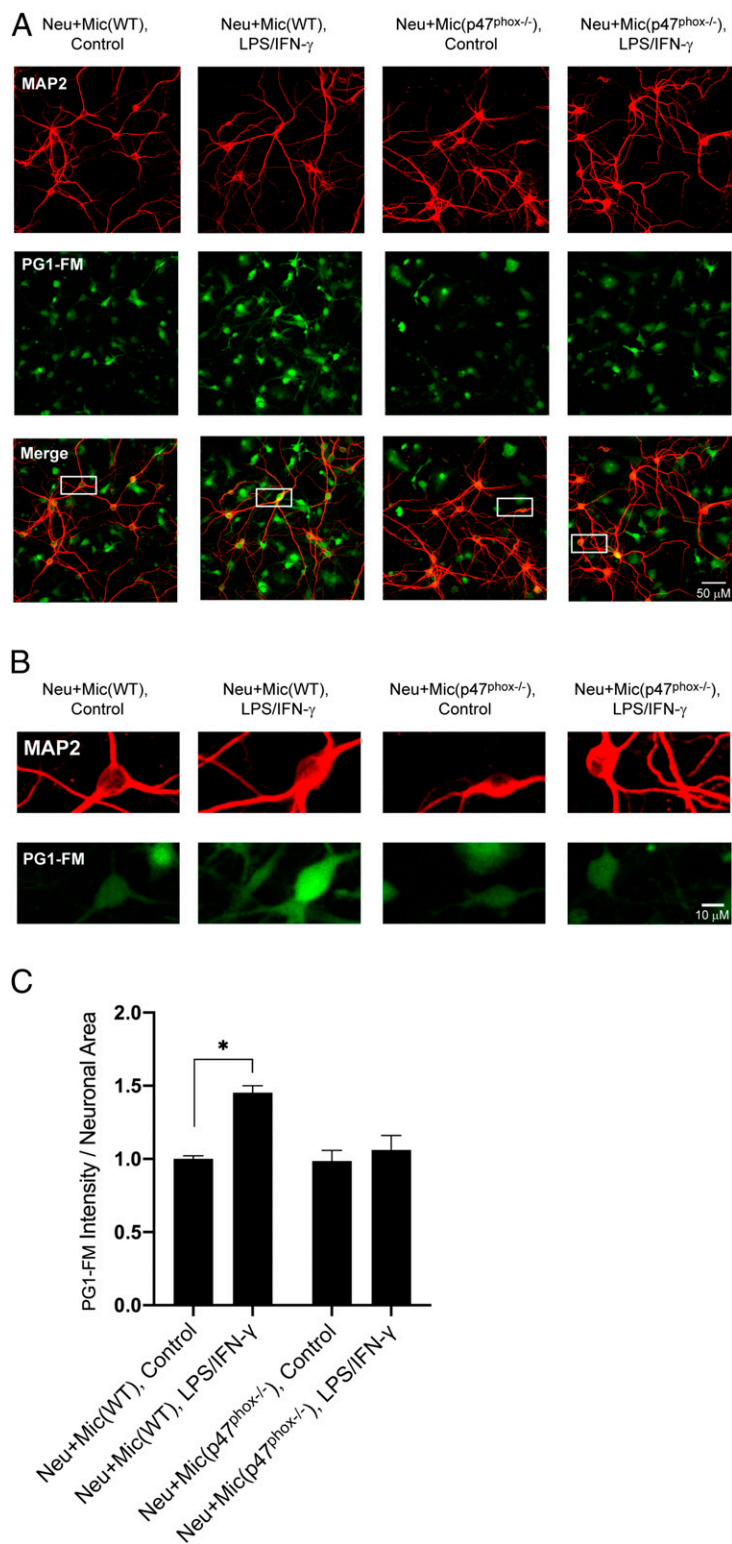 A
Neu+Mic(WT),
Control
Neu+Mic(WT),
LPS/IFN-γ
Neu+Mic(p47phox-/-),
Control
Neu+Mic(p47phox-/-),
LPS/IFN-γ
MAP2
PG1-FM
Merge
50 μM
B
Neu+Mic(WT),
Control
Neu+Mic(WT),
LPS/IFN-γ
Neu+Mic(p47phox-/-),
Control
Neu+Mic(p47phox-/-),
LPS/IFN-γ
MAP2
PG1-FM
10 μM
C
PG1-FM Intensity / Neuronal Area
2.0
1.5
1.0
0.5
0.0
*
Neu+Mic(WT), Control
Neu+Mic(WT), LPS/IFN-γ
Neu+Mic(p47phox-/-), Control
Neu+Mic(p47phox-/-), LPS/IFN-γ